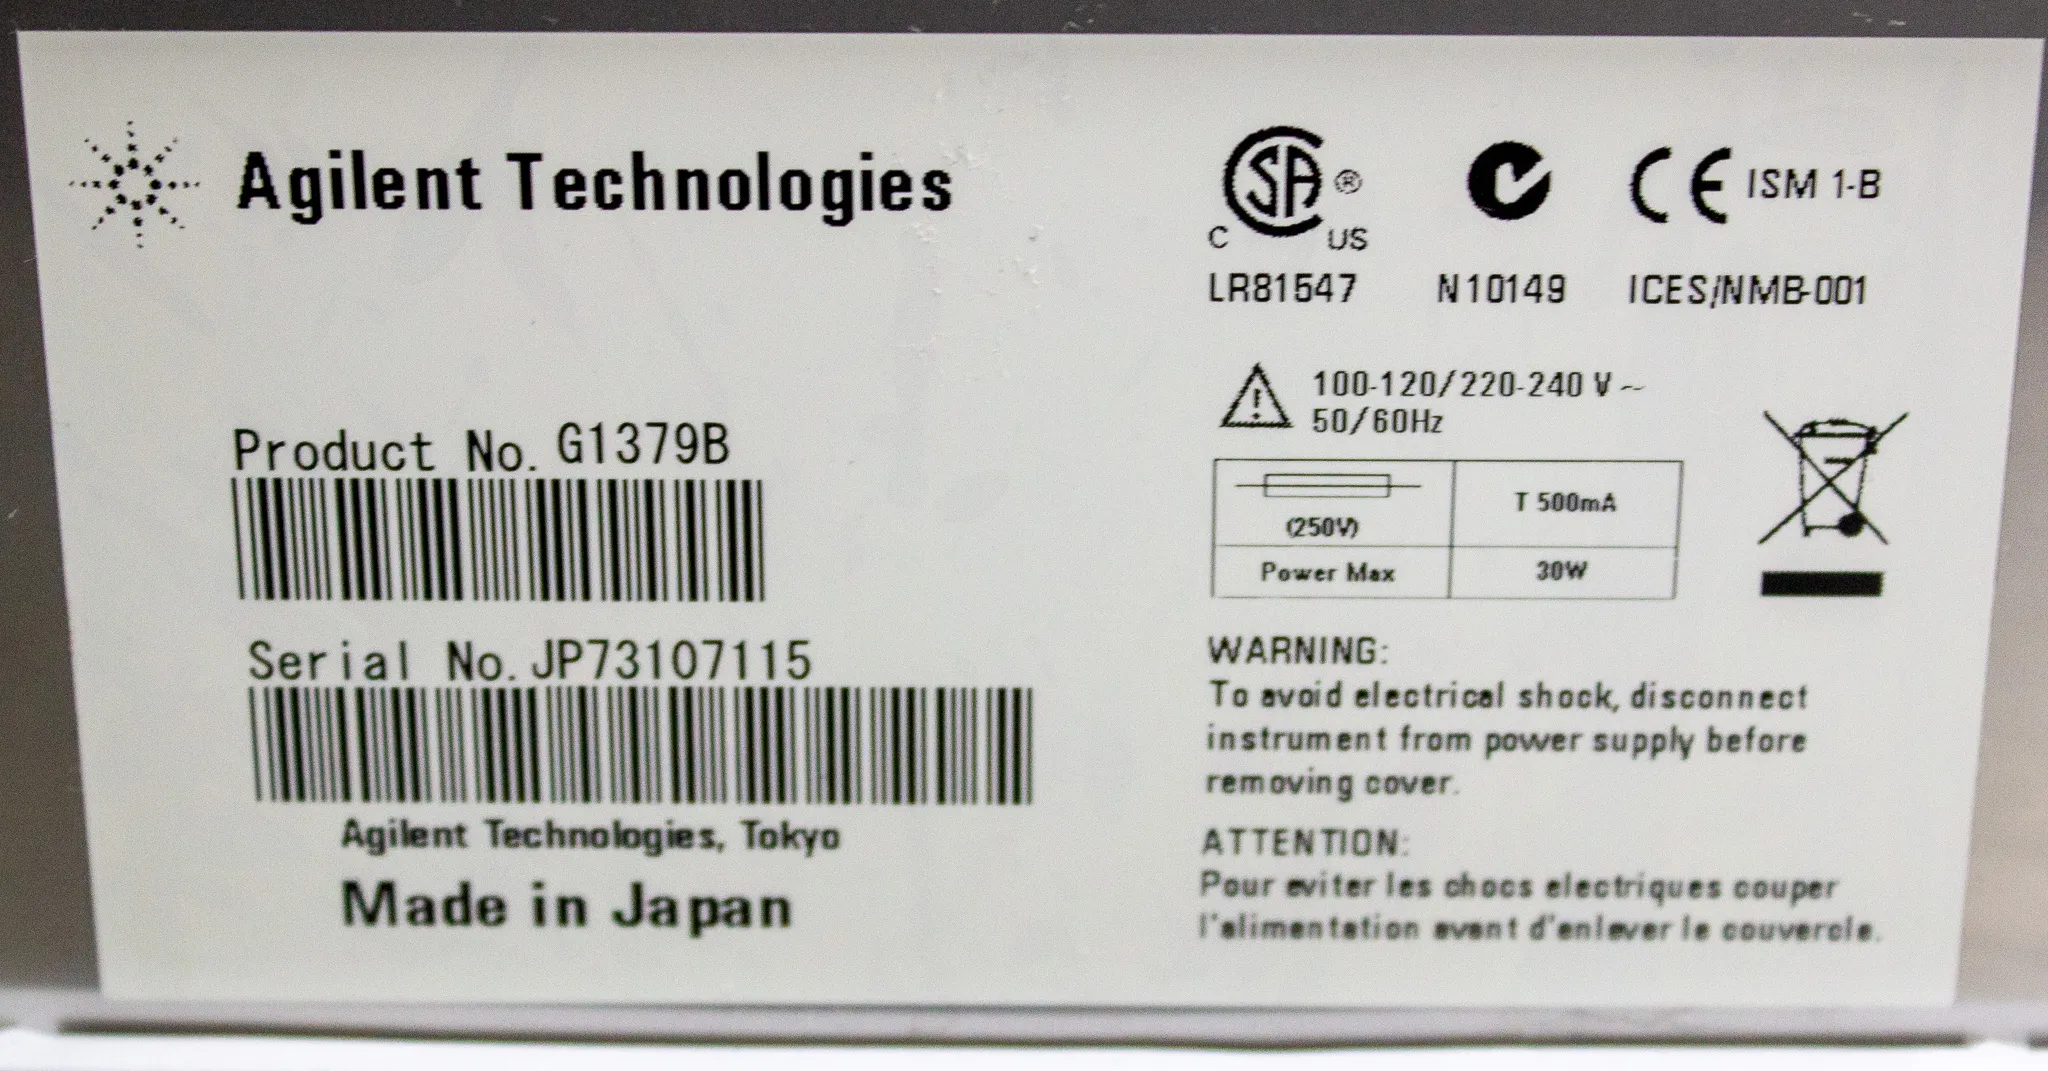 Agilent Technologies
Product No. G1379B
Serial No. JP73107115
Agilent Technologies, Tokyo
Made in Japan
CSA ®
C US
LR81547
N10149
CE ISM 1-B
ICES/NMB-001
100-120/220-240 V ~
50/60Hz
(250V) T 500mA
Power Max 30W
WARNING:
To avoid electrical shock, disconnect
instrument from power supply before
removing cover.
ATTENTION:
Pour eviter les chocs electriques couper
l'alimentation avant d'enlever le couvercle.